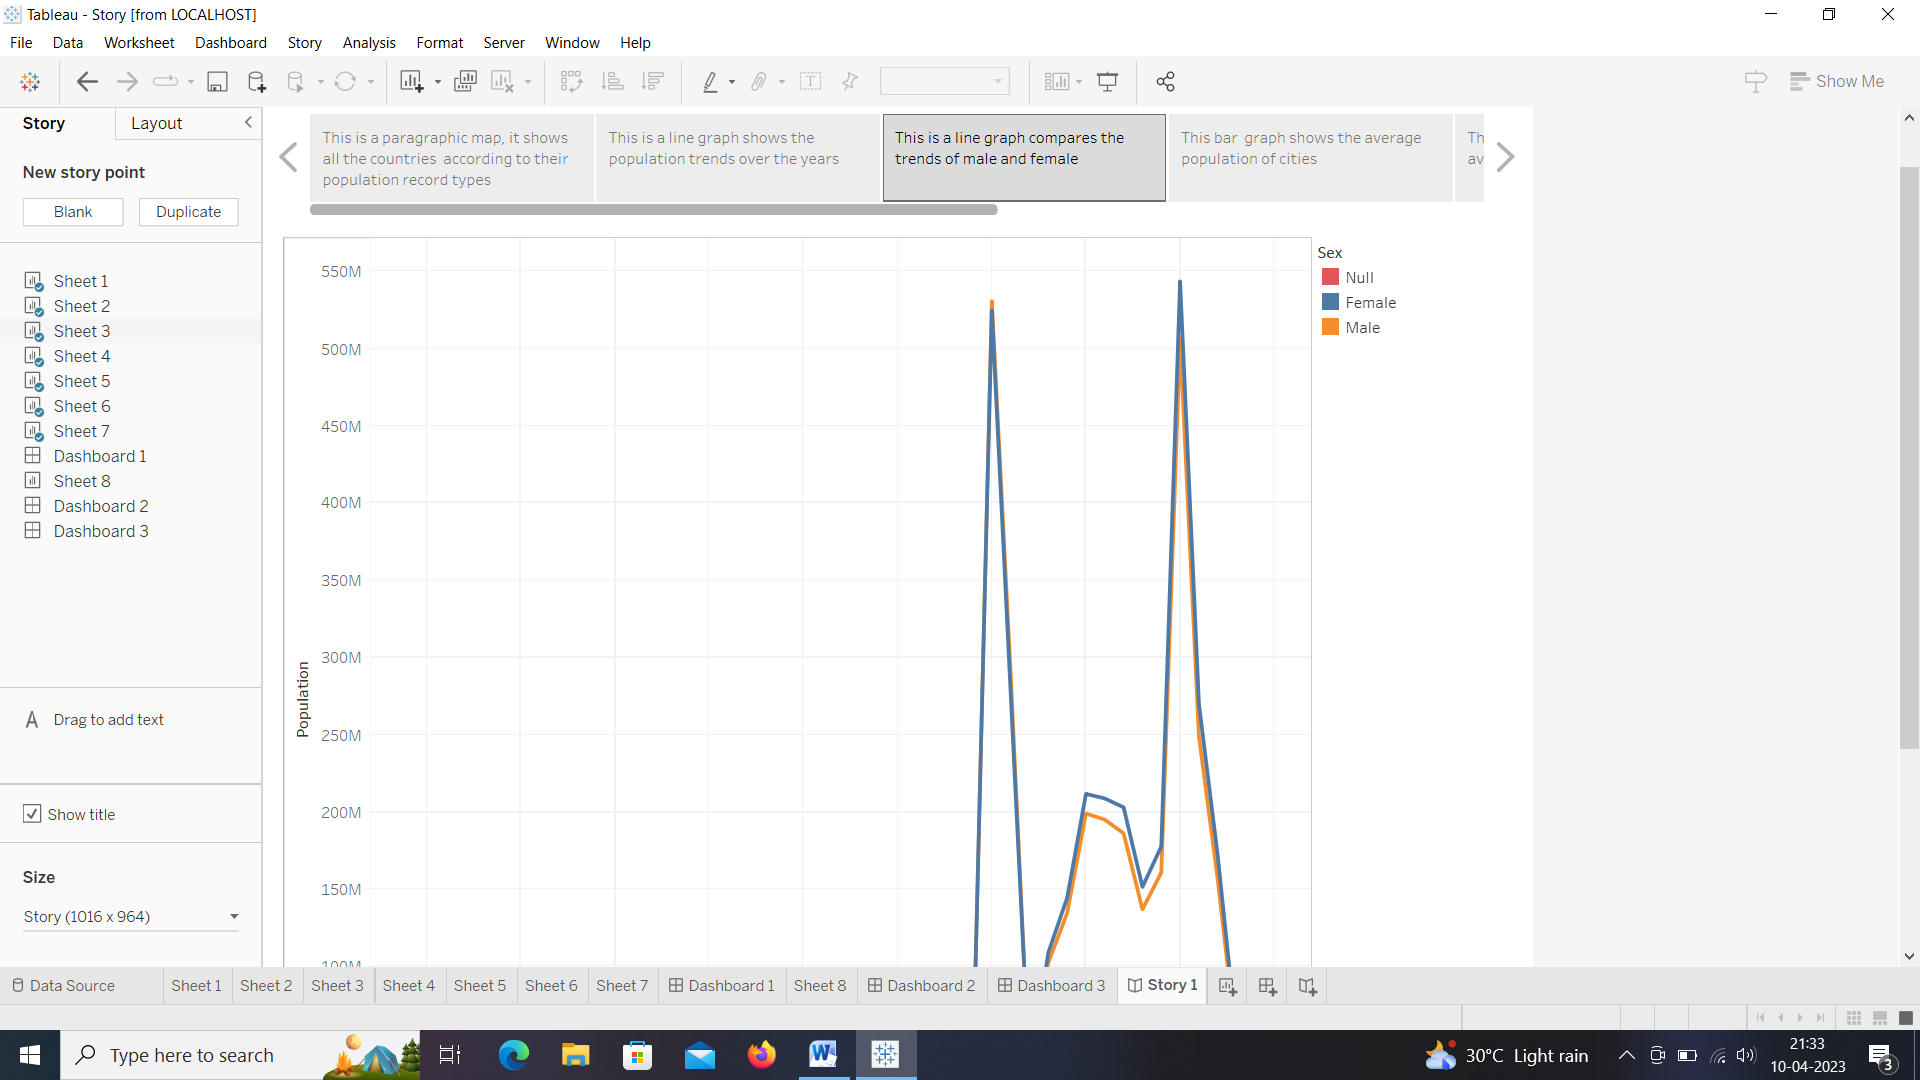 Tableau - Story [from LOCALHOST]
File Data Worksheet Dashboard Story Analysis Format Server Window Help
Show Me
Story Layout
New story point
Blank Duplicate
Sheet 1
Sheet 2
Sheet 3
Sheet 4
Sheet 5
Sheet 6
Sheet 7
Dashboard 1
Sheet 8
Dashboard 2
Dashboard 3
A Drag to add text
Show title
Size
Story (1016 x 964)
This is a paragraphic map, it shows
all the countries according to their
population record types
This is a line graph shows the
population trends over the years
This is a line graph compares the
trends of male and female
This bar graph shows the average
population of cities
Th
av
550M
500M
450M
400M
350M
300M
250M
200M
150M
100M
Population
Sex
Null
Female
Male
Data Source Sheet 1 Sheet 2 Sheet 3 Sheet 4 Sheet 5 Sheet 6 Sheet 7 Dashboard 1 Sheet 8 Dashboard 2 Dashboard 3 Story 1
Type here to search
30°C Light rain
21:33
10-04-2023
3